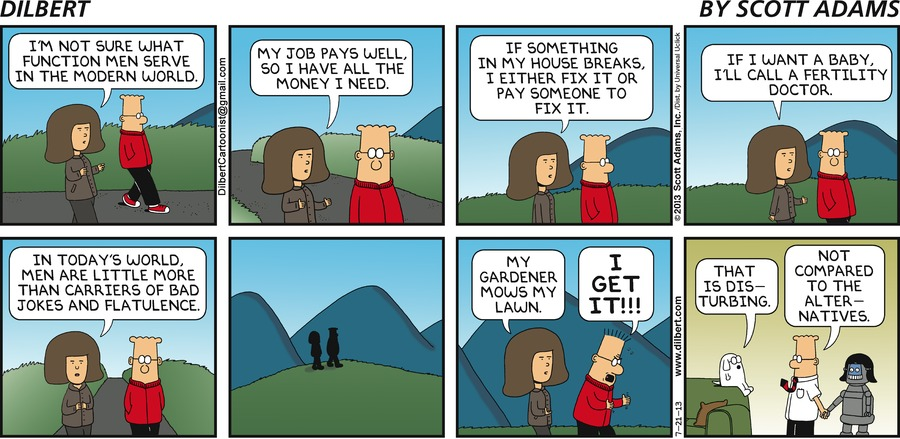 DILBERT
BY SCOTT ADAMS
I'M NOT SURE WHAT
FUNCTION MEN SERVE
IN THE MODERN WORLD.
DilbertCartoonist@gmail.com
MY JOB PAYS WELL,
SO I HAVE ALL THE
MONEY I NEED.
IF SOMETHING
IN MY HOUSE BREAKS,
I EITHER FIX IT OR
PAY SOMEONE TO
FIX IT.
©2013 Scott Adams, Inc. /Dist. by Universal Uclick
IF I WANT A BABY,
I'LL CALL A FERTILITY
DOCTOR.
IN TODAY'S WORLD,
MEN ARE LITTLE MORE
THAN CARRIERS OF BAD
JOKES AND FLATULENCE.
MY
GARDENER
MOWS MY
LAWN.
I
GET
IT!!!
7-21-13 www.dilbert.com
THAT
IS DIS-
TURBING.
NOT
COMPARED
TO THE
ALTER-
NATIVES.